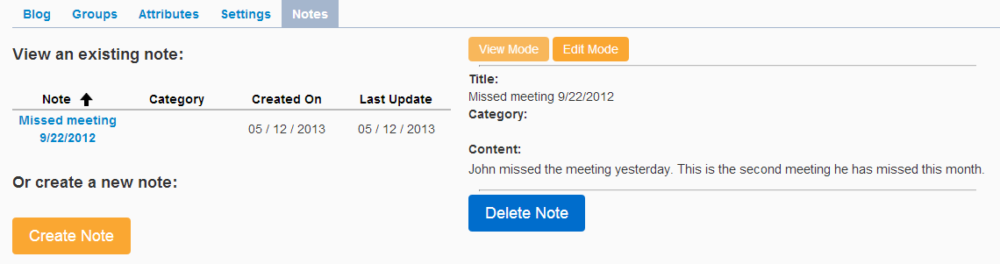 Blog Groups Attributes Settings Notes
View an existing note:
Note Category Created On Last Update
Missed meeting
9/22/2012
05 / 12 / 2013 05 / 12 / 2013
Or create a new note:
Create Note
View Mode Edit Mode
Title:
Missed meeting 9/22/2012
Category:
Content:
John missed the meeting yesterday. This is the second meeting he has missed this month.
Delete Note